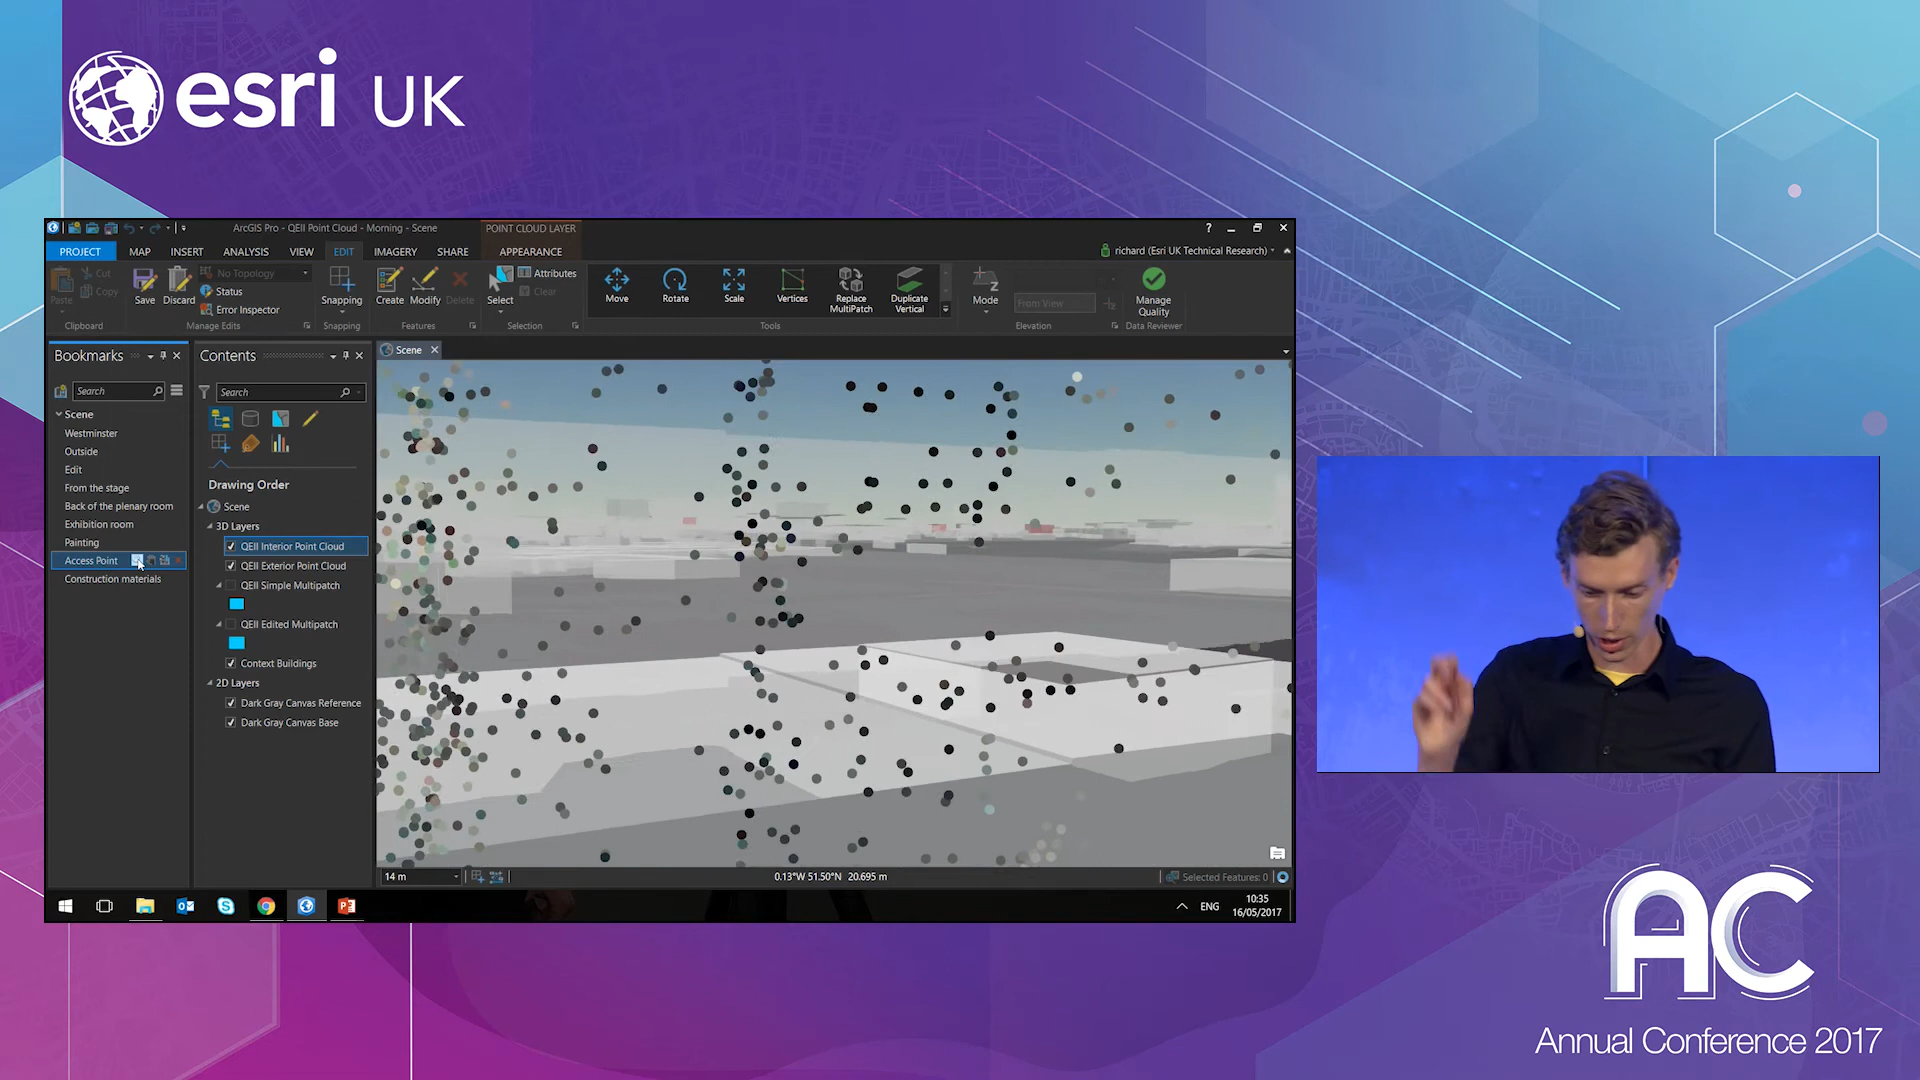 esri UK
ArcGIS Pro - QEII Point Cloud - Morning - Scene
POINT CLOUD LAYER
?
PROJECT MAP INSERT ANALYSIS VIEW EDIT IMAGERY SHARE APPEARANCE
richard (Esri UK Technical Research)
Paste
Cut
Copy
Clipboard
Save
Discard
No Topology
Status
Error Inspector
Manage Edits
Snapping
Snapping
Create
Modify
Delete
Features
Select
Attributes
Clear
Selection
Move
Rotate
Scale
Vertices
Replace
MultiPatch
Duplicate
Vertical
Tools
Mode
From View
Elevation
Manage
Quality
Data Reviewer
Bookmarks
Search
Scene
Westminster
Outside
Edit
From the stage
Back of the plenary room
Exhibition room
Painting
Access Point
Construction materials
Contents
Search
Drawing Order
Scene
3D Layers
QEII Interior Point Cloud
QEII Exterior Point Cloud
QEII Simple Multipatch
QEII Edited Multipatch
Context Buildings
2D Layers
Dark Gray Canvas Reference
Dark Gray Canvas Base
Scene
14 m
0.13°W 51.50°N 20.695 m
Selected Features: 0
ENG
10:35
16/05/2017
AC
Annual Conference 2017